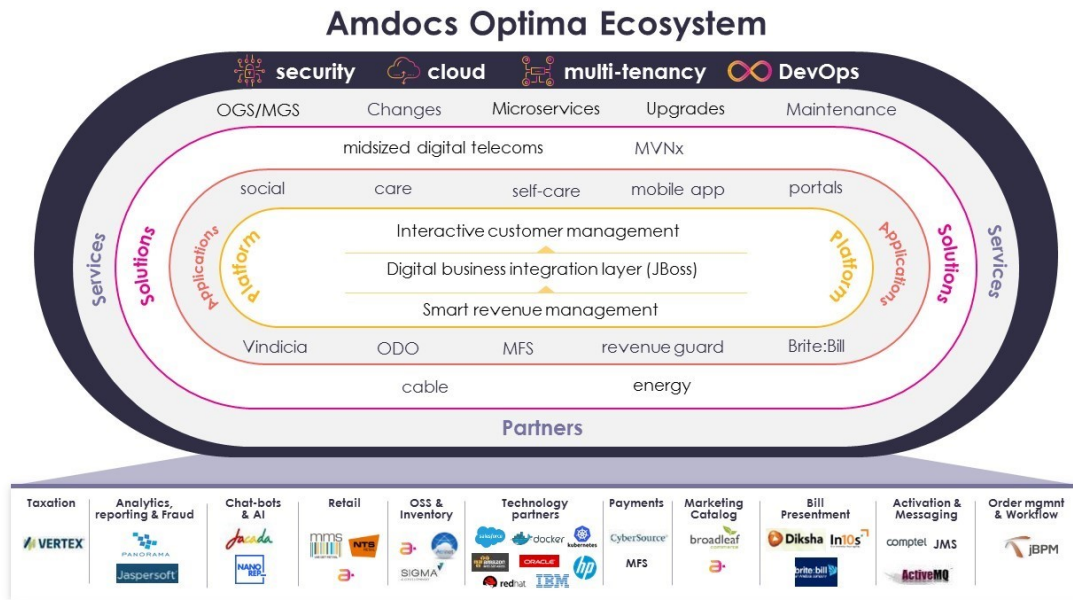 Amdocs Optima Ecosystem
security cloud multi-tenancy DevOps
OGS/MGS Changes Microservices Upgrades Maintenance
midsized digital telecoms MVNx
social care self-care mobile app portals
Services Solutions Applications Platform
Interactive customer management
Digital business integration layer (JBoss)
Smart revenue management
Platform Applications Solutions Services
Vindicia ODO MFS revenue guard Brite:Bill
cable energy
Partners
Taxation
VERTEX
Analytics,
reporting & Fraud
PANORAMA
Jaspersoft
Chat-bots
& AI
Jacada
NANO
REP
Retail
mms
NTS
a
OSS &
Inventory
a
SIGMA
Technology
partners
salesforce
docker
kubernetes
amazon
ORACLE
hp
redhat
IBM
Payments
CyberSource
MFS
Marketing
Catalog
broadleaf
COMMERCE
a
Bill
Presentment
Diksha
In10s
brite:bill
Activation &
Messaging
comptel JMS
ActiveMQ
Order mgmnt
& Workflow
jBPM